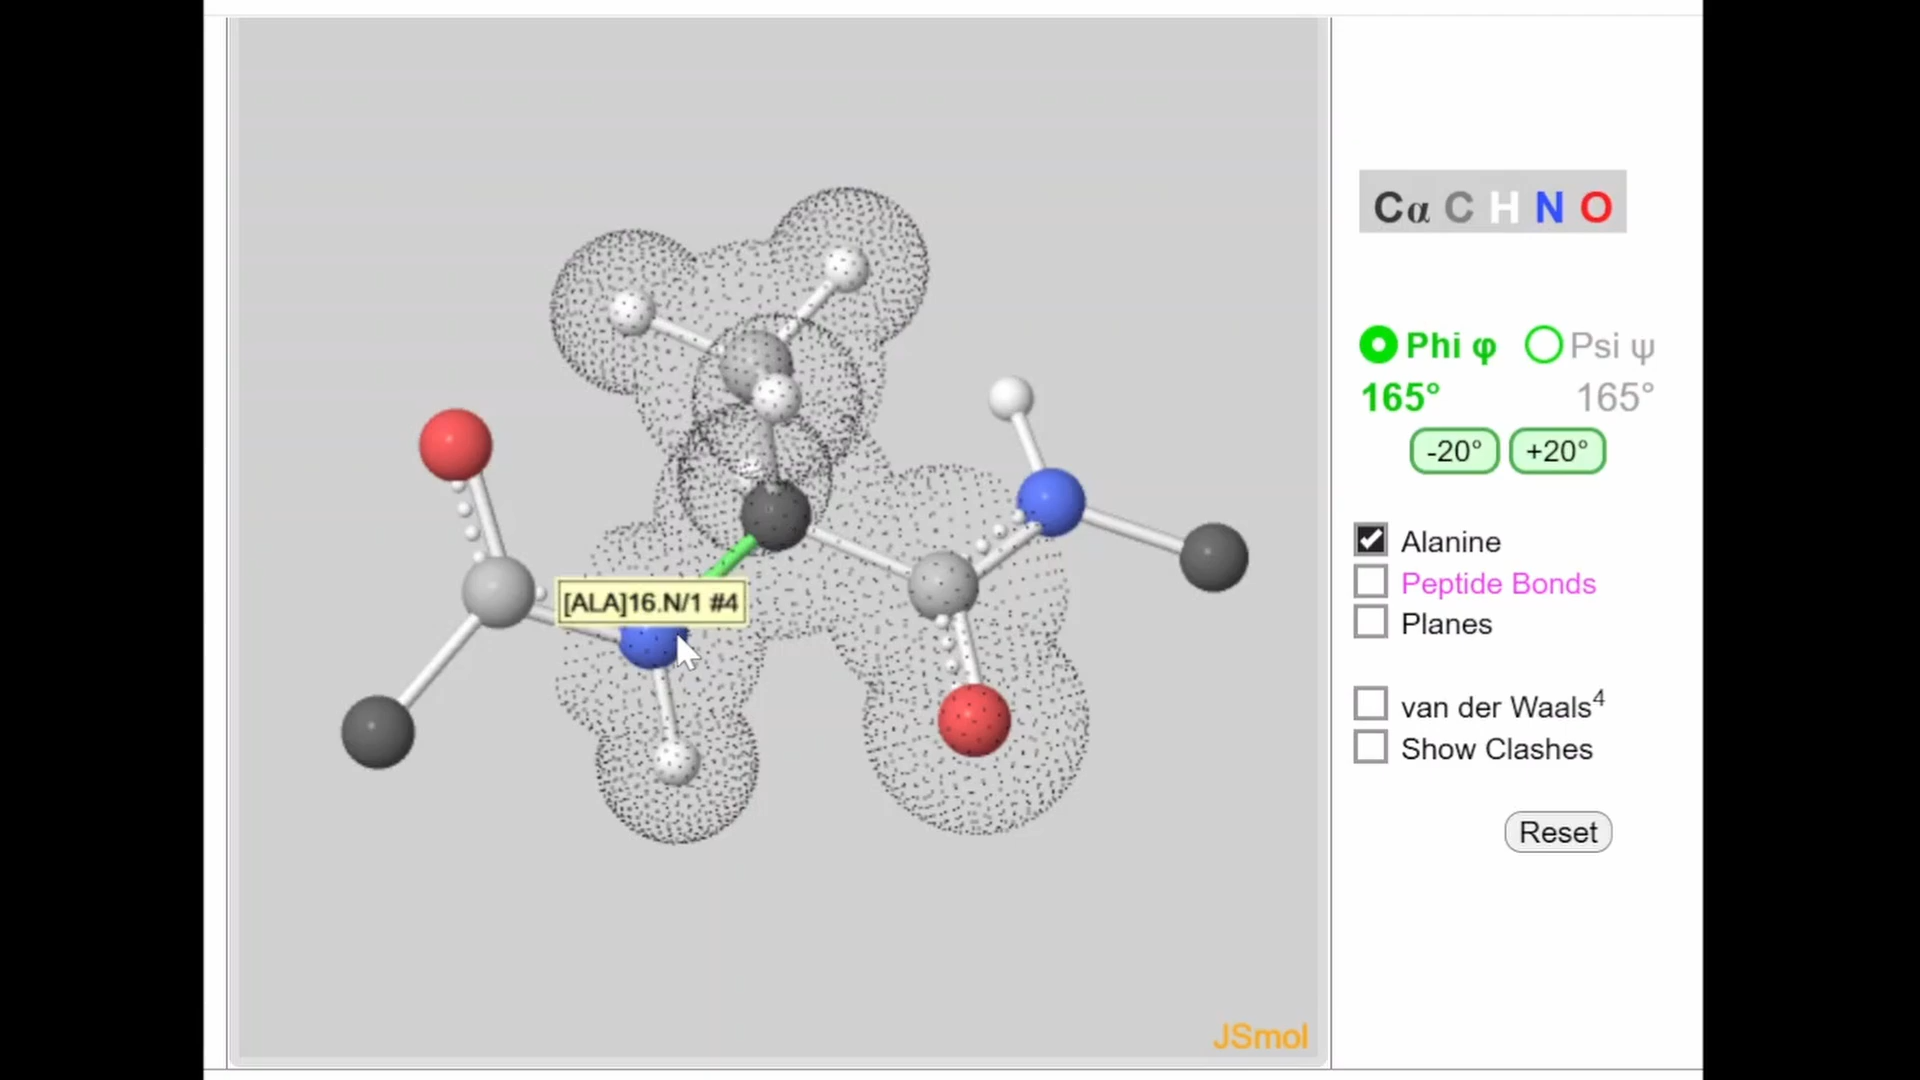 Cα C H N O
Phi φ Psi ψ
165° 165°
-20° +20°
Alanine
[ALA]16.N/1 #4
Peptide Bonds
Planes
van der Waals4
Show Clashes
Reset
JSmol